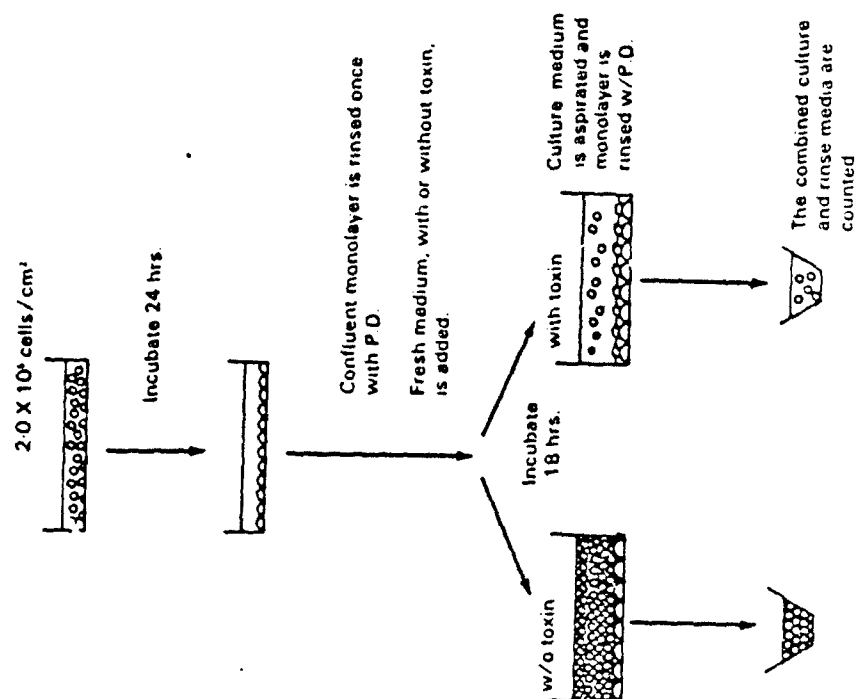 2.0 X 10⁶ cells/cm²
Incubate 24 hrs.
Confluent monolayer is rinsed once
with P.D.
Fresh medium, with or without toxin,
is added.
Incubate
18 hrs.
w/o toxin
with toxin
Culture medium
is aspirated and
monolayer is
rinsed w/P.D.
The combined culture
and rinse media are
counted